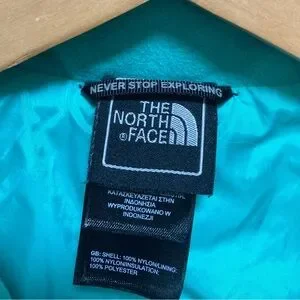 NEVER STOP EXPLORING
THE
NORTH
FACE
ΚΑΤΑΣΚΕΥΑΖΕΤΑΙ ΣΤΗΝ
ΙΝΔΟΝΗΣΙΑ
WYPRODUKOWANO W
INDONEZJI
GB: SHELL: 100% NYLON/LINING:
100% NYLON/INSULATION:
100% POLYESTER